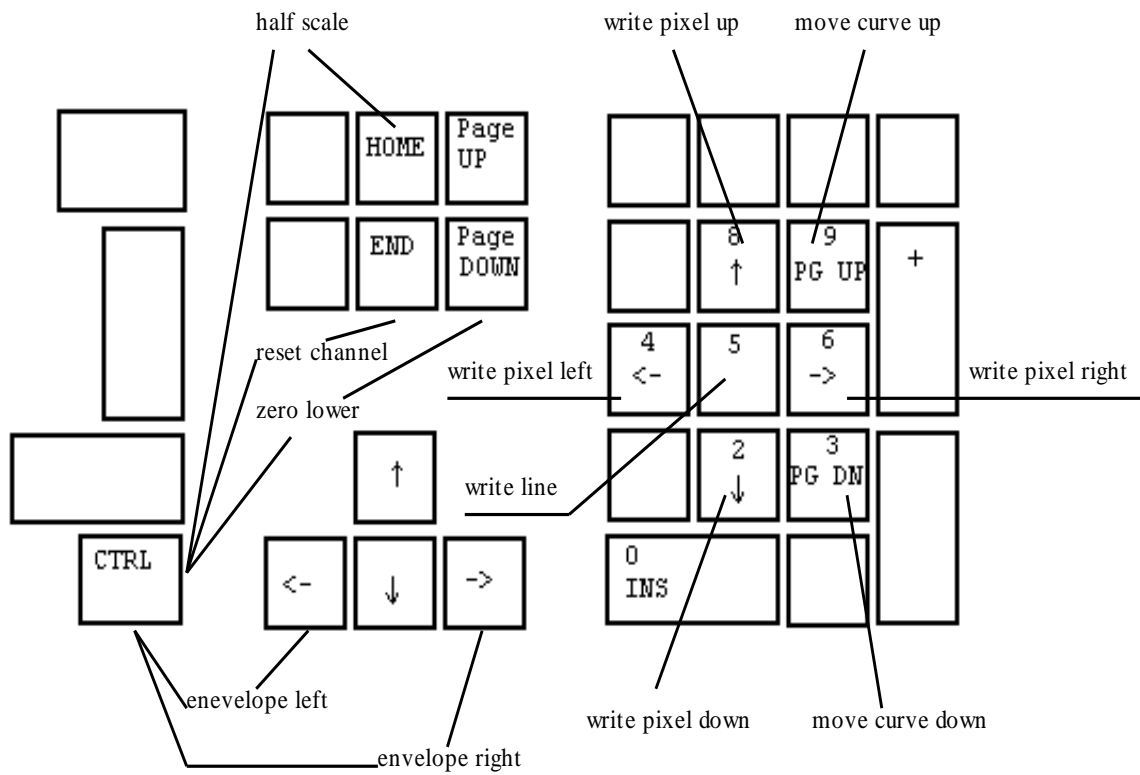 half scale
write pixel up
move curve up
HOME
Page
UP
END
Page
DOWN
8
↑
9
PG UP
+
reset channel
write pixel left
4
<-
5
6
->
write pixel right
zero lower
↑
write line
2
↓
3
PG DN
CTRL
<-
↓
->
0
INS
enevelope left
write pixel down
move curve down
envelope right